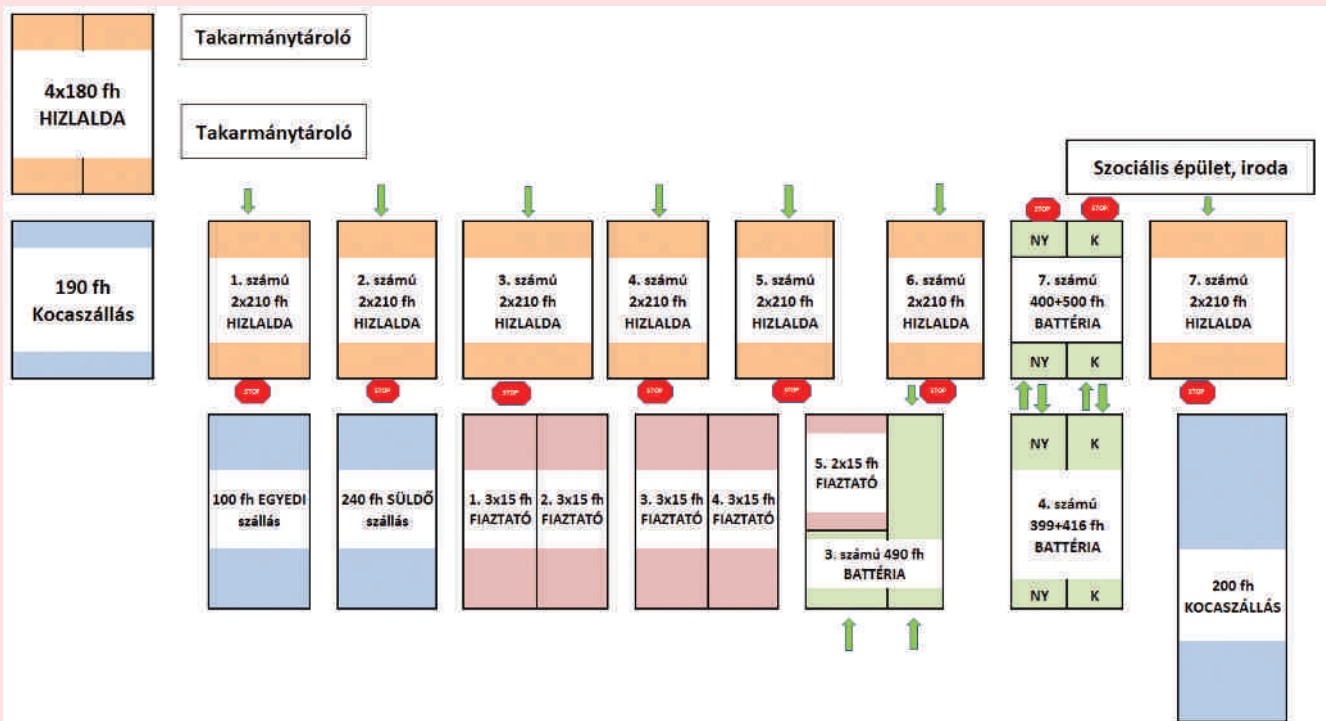 4x180 fh
HIZLALDA
Takarmánytároló
Takarmánytároló
Szociális épület, iroda
190 fh
Kocaszállás
1. számú
2x210 fh
HIZLALDA
STOP
2. számú
2x210 fh
HIZLALDA
STOP
3. számú
2x210 fh
HIZLALDA
STOP
4. számú
2x210 fh
HIZLALDA
STOP
5. számú
2x210 fh
HIZLALDA
STOP
6. számú
2x210 fh
HIZLALDA
STOP
STOP STOP
NY K
7. számú
400+500 fh
BATTÉRIA
NY K
7. számú
2x210 fh
HIZLALDA
STOP
100 fh EGYEDI
szállás
240 fh SÜLDŐ
szállás
1. 3x15 fh
FIAZTATÓ
2. 3x15 fh
FIAZTATÓ
3. 3x15 fh
FIAZTATÓ
4. 3x15 fh
FIAZTATÓ
5. 2x15 fh
FIAZTATÓ
3. számú 490 fh
BATTÉRIA
NY K
4. számú
399+416 fh
BATTÉRIA
NY K
200 fh
KOCASZÁLLÁS